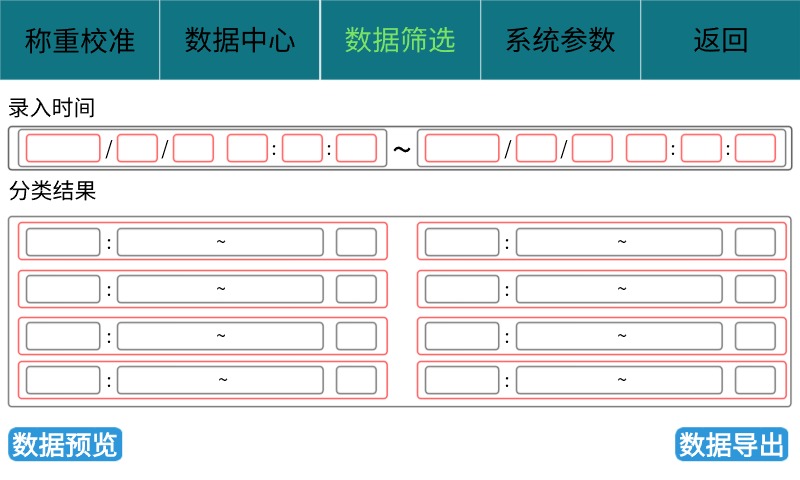 称重校准 数据中心 数据筛选 系统参数 返回
录入时间
/ / : : ~ / / : :
分类结果
: ~ : ~
: ~ : ~
: ~ : ~
: ~ : ~
数据预览 数据导出